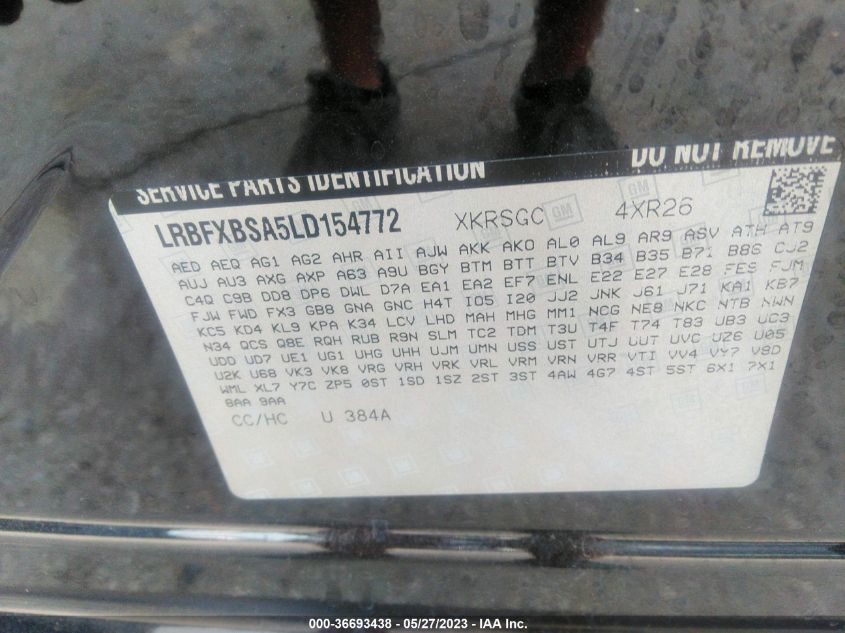 SERVICE PARTS IDENTIFICATION DO NOT REMOVE
LRBFXBSA5LD154772 XKRSGC 4XR26
AED AEQ AG1 AG2 AHR AII AJW AKK AKO AL0 AL9 AR9 ASV ATH AT9
AUJ AU3 AXG AXP A63 A9U BGY BTM BTT BTV B34 B35 B71 B86 CJ2
C4Q C9B DD8 DP6 DWL D7A EA1 EA2 EF7 ENL E22 E27 E28 FES FJM
FJW FWD FX3 GB8 GNA GNC H4T IO5 I20 JJ2 JNK J61 J71 KA1 KB7
KC5 KD4 KL9 KPA K34 LCV LHD MAH MHG MM1 NCG NE8 NKC NTB NWN
N34 QCS Q8E RQH RUB R9N SLM TC2 TDM T3U T4F T74 T83 UB3 UC3
UDD UD7 UE1 UG1 UHG UHH UJM UMN USS UST UTJ UUT UVC UZ6 U05
U2K U68 VK3 VK8 VRG VRH VRK VRL VRM VRN VRR VTI VV4 VY7 V8D
WML XL7 Y7C ZP5 0ST 1SD 1SZ 2ST 3ST 4AW 4G7 4ST 5ST 6X1 7X1
8AA 9AA
CC/HC U 384A
000-36693438 - 05/27/2023 - IAA Inc.